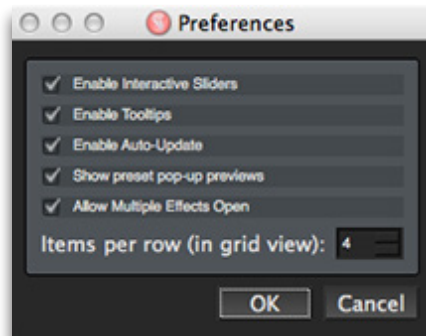 Preferences
Enable Interactive Sliders
Enable Tooltips
Enable Auto-Update
Show preset pop-up previews
Allow Multiple Effects Open
Items per row (in grid view): 4
OK Cancel